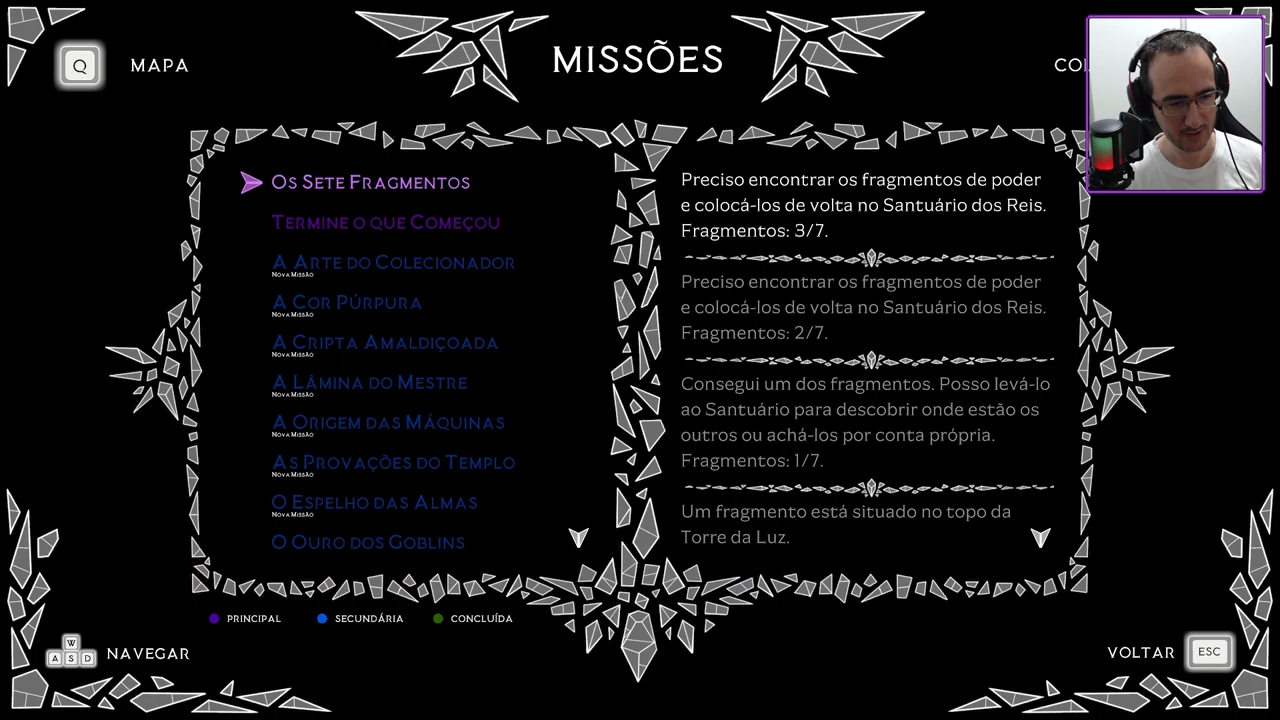 MISSÕES
Q MAPA
COL
Os Sete Fragmentos
Termine o que Começou
A Arte do Colecionador
Nova Missão
A Cor Púrpura
Nova Missão
A Cripta Amaldiçoada
Nova Missão
A Lâmina do Mestre
Nova Missão
A Origem das Máquinas
Nova Missão
As Provações do Templo
Nova Missão
O Espelho das Almas
Nova Missão
O Ouro dos Goblins
Preciso encontrar os fragmentos de poder
e colocá-los de volta no Santuário dos Reis.
Fragmentos: 3/7.
Preciso encontrar os fragmentos de poder
e colocá-los de volta no Santuário dos Reis.
Fragmentos: 2/7.
Consegui um dos fragmentos. Posso levá-lo
ao Santuário para descobrir onde estão os
outros ou achá-los por conta própria.
Fragmentos: 1/7.
Um fragmento está situado no topo da
Torre da Luz.
PRINCIPAL SECUNDÁRIA CONCLUÍDA
W
A S D NAVEGAR
VOLTAR ESC